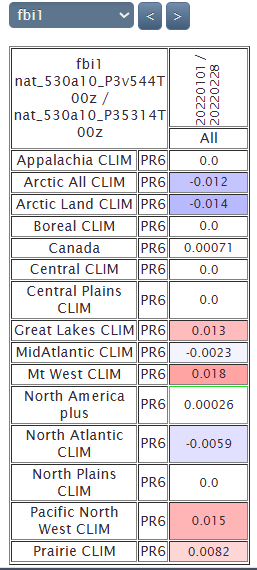 fbi1
< >
fbi1
nat_530a10_P3v544T
00z /
nat_530a10_P35314T
00z
20220101 /
20220228
All
Appalachia CLIM PR6 0.0
Arctic All CLIM PR6 -0.012
Arctic Land CLIM PR6 -0.014
Boreal CLIM PR6 0.0
Canada PR6 0.00071
Central CLIM PR6 0.0
Central Plains
CLIM PR6 0.0
Great Lakes CLIM PR6 0.013
MidAtlantic CLIM PR6 -0.0023
Mt West CLIM PR6 0.018
North America
plus PR6 0.00026
North Atlantic
CLIM PR6 -0.0059
North Plains
CLIM PR6 0.0
Pacific North
West CLIM PR6 0.015
Prairie CLIM PR6 0.0082